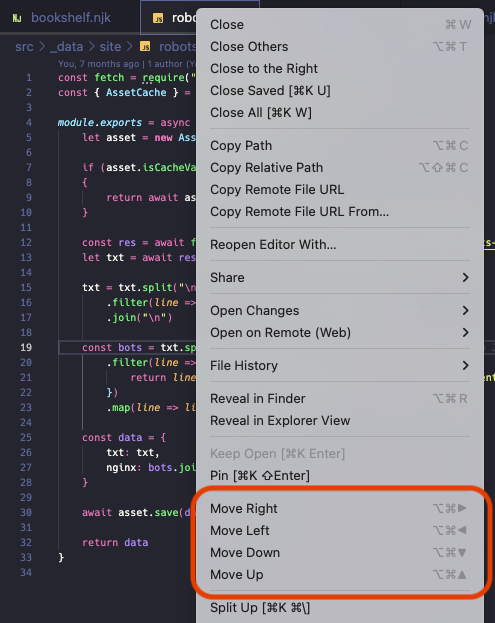 bookshelf.njk
JS robo
src > _data > site > JS robots
You, 7 months ago | 1 author (Yo
1 const fetch = require("
2 const { AssetCache } =
3
4 module.exports = async
5 let asset = new Ass
6
7 if (asset.isCacheVa
8 {
9 return await as
10 }
11
12 const res = await f
13 let txt = await res
14
15 txt = txt.split("\n
16 .filter(line =>
17 .join("\n")
18
19 const bots = txt.sp
20 .filter(line =>
21 return line
22 })
23 .map(line => li
24
25 const data = {
26 txt: txt,
27 nginx: bots.joi
28 }
29
30 await asset.save(d
31
32 return data
33 }
34
Close ⌘ W
Close Others ⌥⌘ T
Close to the Right
Close Saved [⌘K U]
Close All [⌘K W]
Copy Path ⌥⌘ C
Copy Relative Path ⌥⇧⌘ C
Copy Remote File URL
Copy Remote File URL From...
Reopen Editor With...
Share >
Open Changes >
Open on Remote (Web) >
File History >
Reveal in Finder ⌥⌘ R
Reveal in Explorer View
Keep Open [⌘K Enter]
Pin [⌘K ⇧Enter]
Move Right ⌥⌘▶
Move Left ⌥⌘◀
Move Down ⌥⌘▼
Move Up ⌥⌘▲
Split Up [⌘K ⌘\]